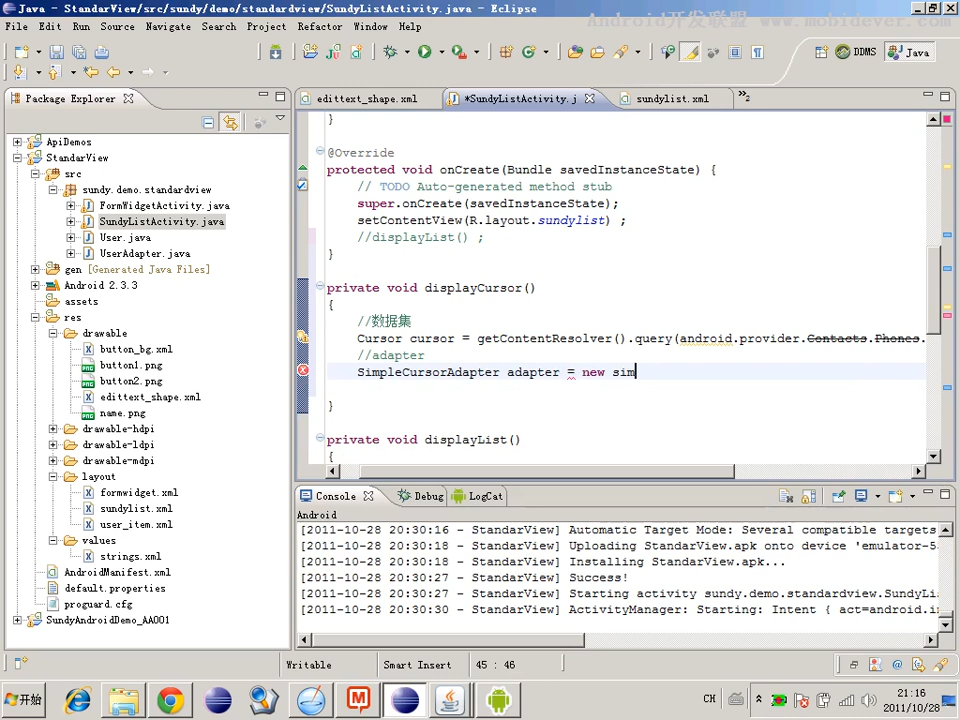 Java - StandarView/src/sundy/demo/standardview/SundyListActivity.java - Eclipse
Android开发联盟 www.mobidever.com
File Edit Run Source Navigate Search Project Refactor Window Help
DDMS Java
Package Explorer
edittext_shape.xml *SundyListActivity.j sundylist.xml »2
ApiDemos
StandarView
src
sundy.demo.standardview
FormWidgetActivity.java
SundyListActivity.java
User.java
UserAdapter.java
gen [Generated Java Files]
Android 2.3.3
assets
res
drawable
button_bg.xml
button1.png
button2.png
edittext_shape.xml
name.png
drawable-hdpi
drawable-ldpi
drawable-mdpi
layout
formwidget.xml
sundylist.xml
user_item.xml
values
strings.xml
AndroidManifest.xml
default.properties
proguard.cfg
SundyAndroidDemo_AA001
}
@Override
protected void onCreate(Bundle savedInstanceState) {
// TODO Auto-generated method stub
super.onCreate(savedInstanceState);
setContentView(R.layout.sundylist) ;
//displayList() ;
}
private void displayCursor()
{
//数据集
Cursor cursor = getContentResolver().query(android.provider.Contacts.Phones.
//adapter
SimpleCursorAdapter adapter = new sim
}
private void displayList()
{
Console Debug LogCat
Android
[2011-10-28 20:30:16 - StandarView] Automatic Target Mode: Several compatible targets
[2011-10-28 20:30:18 - StandarView] Uploading StandarView.apk onto device 'emulator-5
[2011-10-28 20:30:18 - StandarView] Installing StandarView.apk...
[2011-10-28 20:30:27 - StandarView] Success!
[2011-10-28 20:30:27 - StandarView] Starting activity sundy.demo.standardview.SundyLi
[2011-10-28 20:30:30 - StandarView] ActivityManager: Starting: Intent { act=android.i
Writable Smart Insert 45 : 46
开始
CH
21:16
2011/10/28